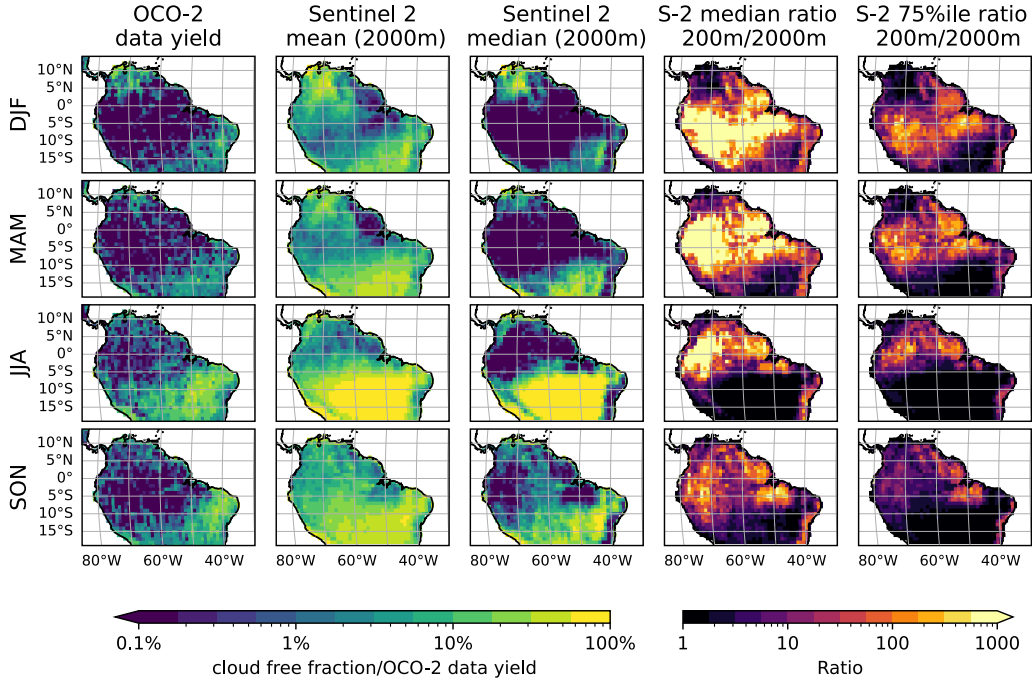 OCO-2
data yield
Sentinel 2
mean (2000m)
Sentinel 2
median (2000m)
S-2 median ratio
200m/2000m
S-2 75%ile ratio
200m/2000m
DJF
10°N
5°N
0°
5°S
10°S
15°S
MAM
10°N
5°N
0°
5°S
10°S
15°S
JJA
10°N
5°N
0°
5°S
10°S
15°S
SON
10°N
5°N
0°
5°S
10°S
15°S
80°W 60°W 40°W
80°W 60°W 40°W
80°W 60°W 40°W
80°W 60°W 40°W
80°W 60°W 40°W
0.1% 1% 10% 100%
cloud free fraction/OCO-2 data yield
1 10 100 1000
Ratio